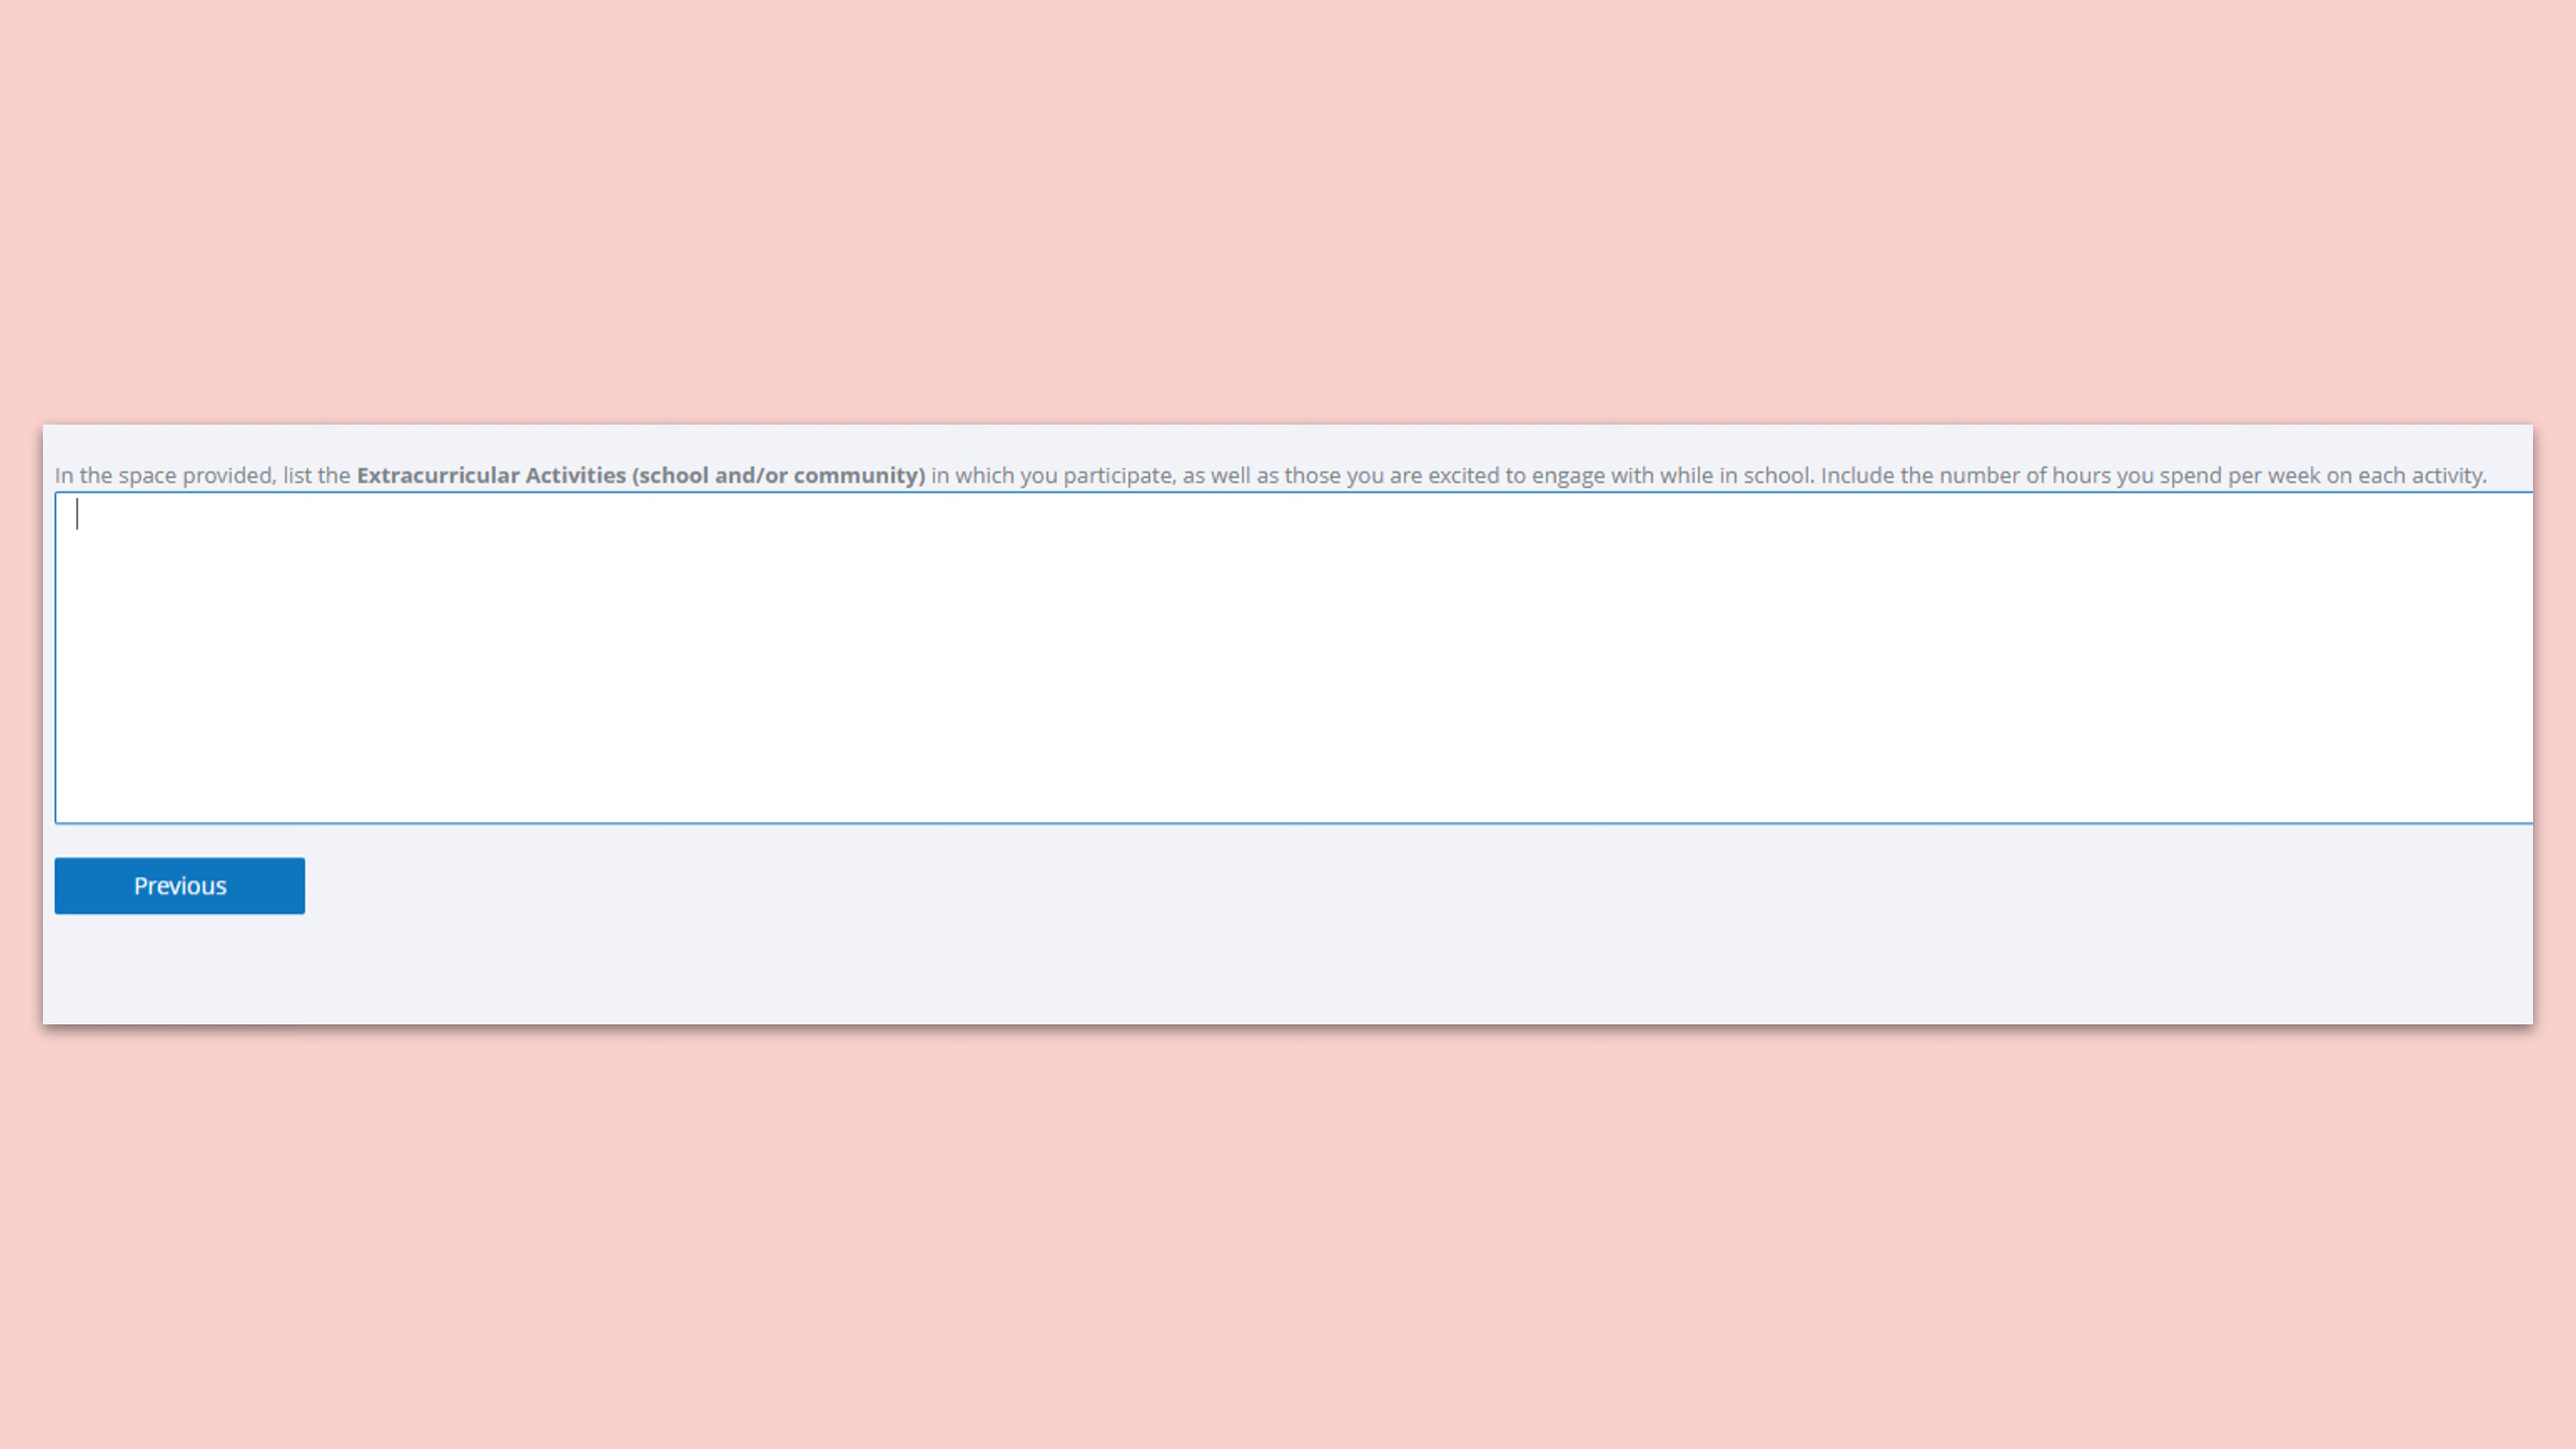 In the space provided, list the Extracurricular Activities (school and/or community) in which you participate, as well as those you are excited to engage with while in school. Include the number of hours you spend per week on each activity.
Previous